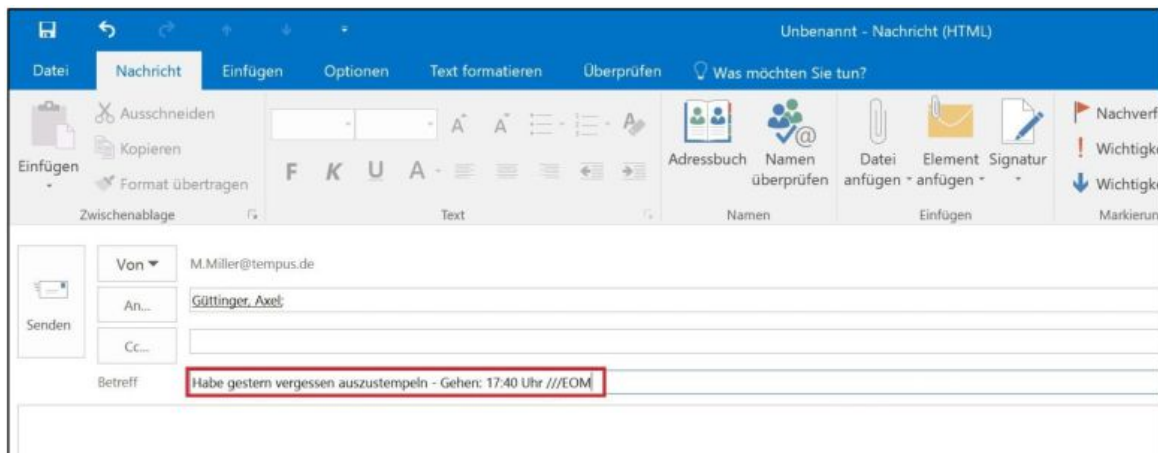 Unbenannt - Nachricht (HTML)
Datei Nachricht Einfügen Optionen Text formatieren Überprüfen Was möchten Sie tun?
Einfügen
Ausschneiden
Kopieren
Format übertragen
Zwischenablage
F K U A
Text
Adressbuch
Namen
überprüfen
Namen
Datei
anfügen
Element
anfügen
Signatur
Einfügen
Nachverf
Wichtigke
Wichtigke
Markierun
Senden
Von M.Miller@tempus.de
An... Güttinger, Axel;
Cc...
Betreff Habe gestern vergessen auszustempeln - Gehen: 17:40 Uhr ///EOM